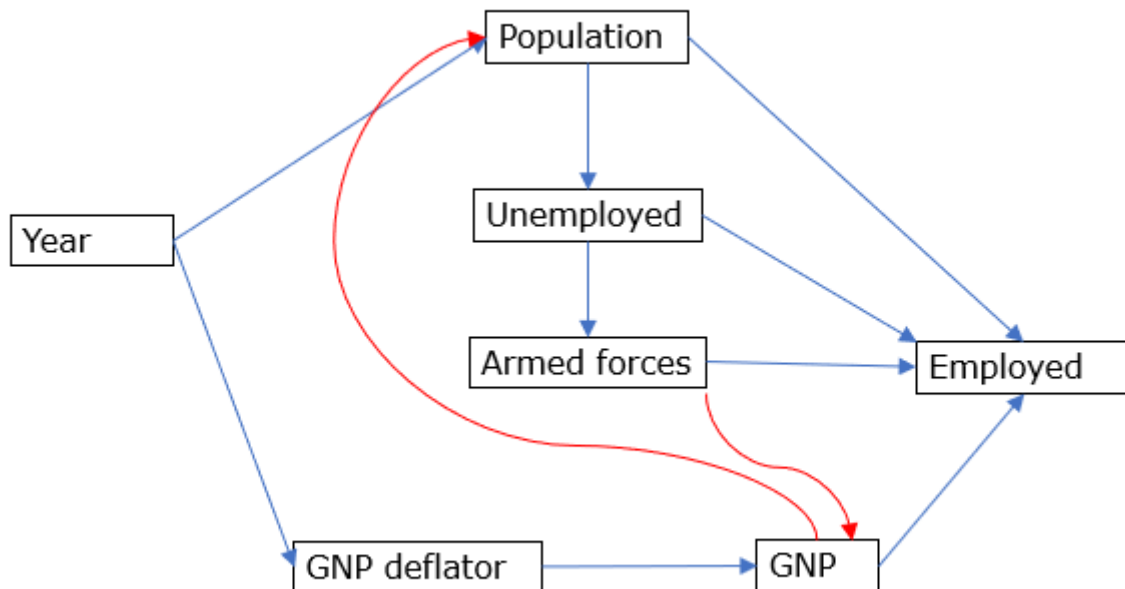 Population
Unemployed
Year
Armed forces
Employed
GNP deflator
GNP